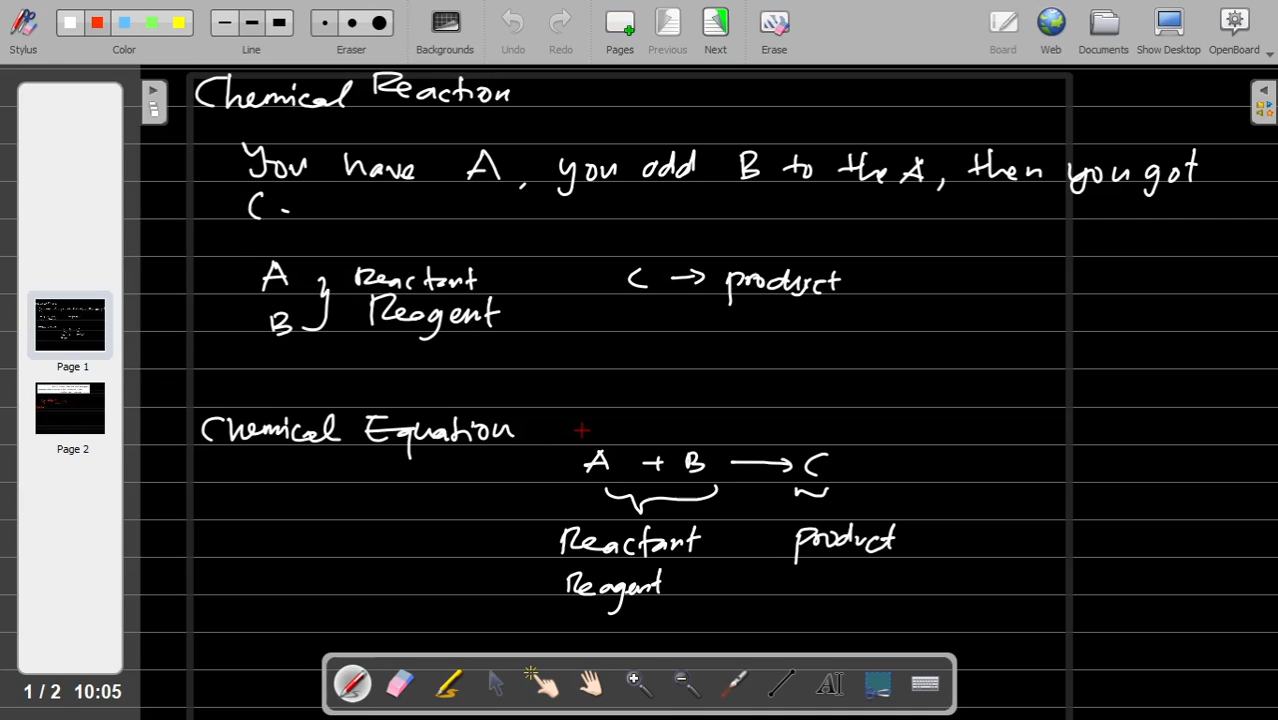 Stylus Color Line Eraser Backgrounds Undo Redo Pages Previous Next Erase Board Web Documents Show Desktop OpenBoard
Chemical Reaction
You have A, you add B to the A, then you got
C.
A } Reactant C → product
B Reagent
Page 1
Page 2
Chemical Equation
A + B → C
Reactant product
Reagent
1 / 2 10:05
AI